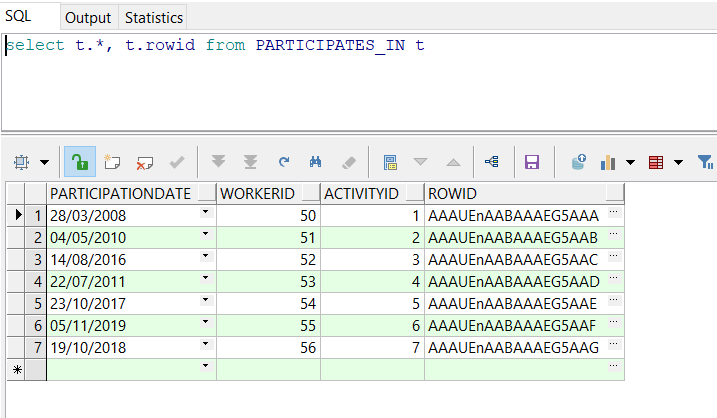 SQL Output Statistics
select t.*, t.rowid from PARTICIPATES_IN t
PARTICIPATIONDATE WORKERID ACTIVITYID ROWID
1 28/03/2008 50 1 AAAUEnAABAAAEG5AAA
2 04/05/2010 51 2 AAAUEnAABAAAEG5AAB
3 14/08/2016 52 3 AAAUEnAABAAAEG5AAC
4 22/07/2011 53 4 AAAUEnAABAAAEG5AAD
5 23/10/2017 54 5 AAAUEnAABAAAEG5AAE
6 05/11/2019 55 6 AAAUEnAABAAAEG5AAF
7 19/10/2018 56 7 AAAUEnAABAAAEG5AAG